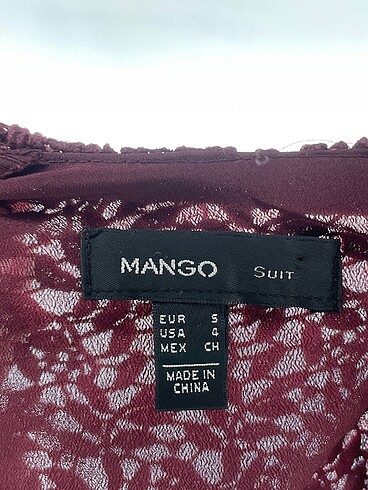 MANGO SUIT
EUR S
USA 4
MEX CH
MADE IN
CHINA